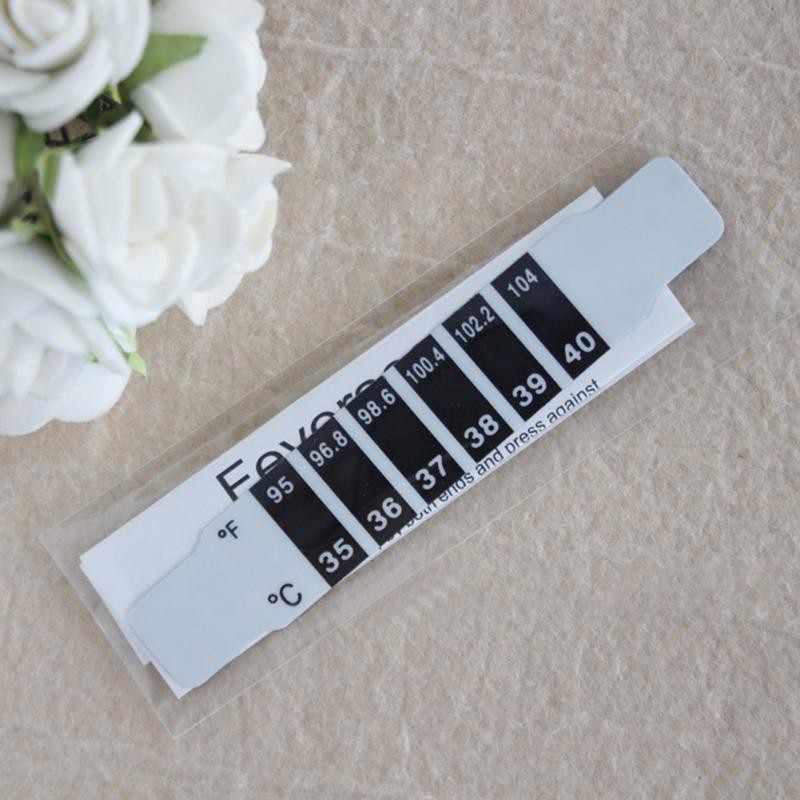 °F 95 96.8 98.6 100.4 102.2 104
°C 35 36 37 38 39 40
ends and press against